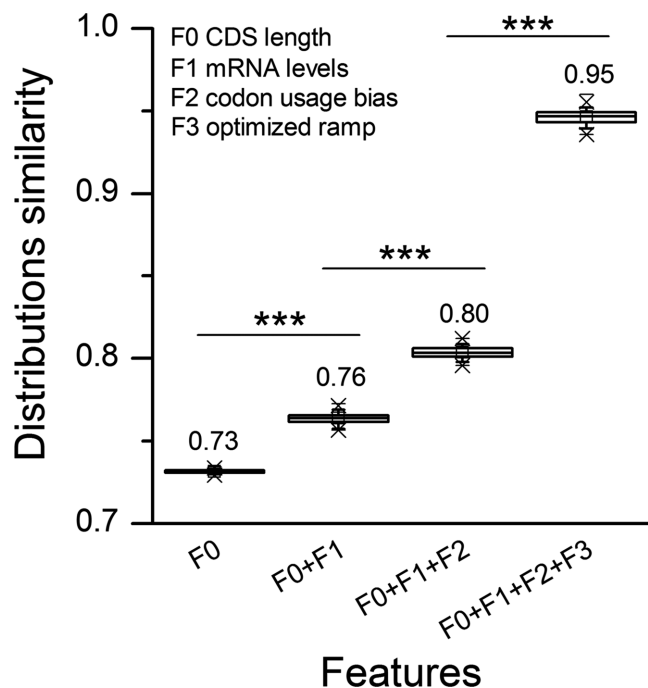 1.0
0.9
0.8
0.7
Distributions similarity
F0 CDS length
F1 mRNA levels
F2 codon usage bias
F3 optimized ramp
***
0.95
***
0.80
***
0.76
0.73
F0
F0+F1
F0+F1+F2
F0+F1+F2+F3
Features